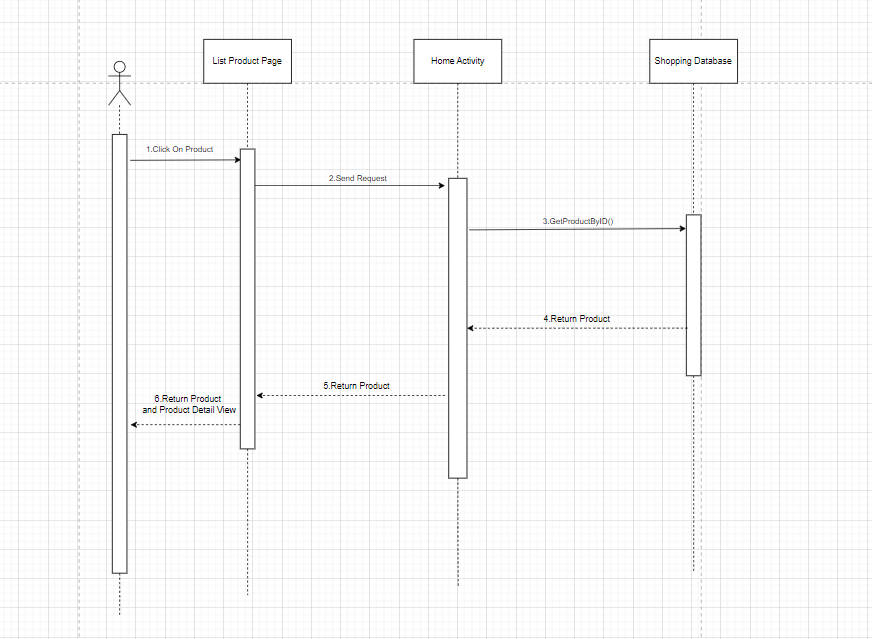 List Product Page
Home Activity
Shopping Database
1.Click On Product
2.Send Request
3.GetProductByID()
4.Return Product
5.Return Product
6.Return Product
and Product Detail View